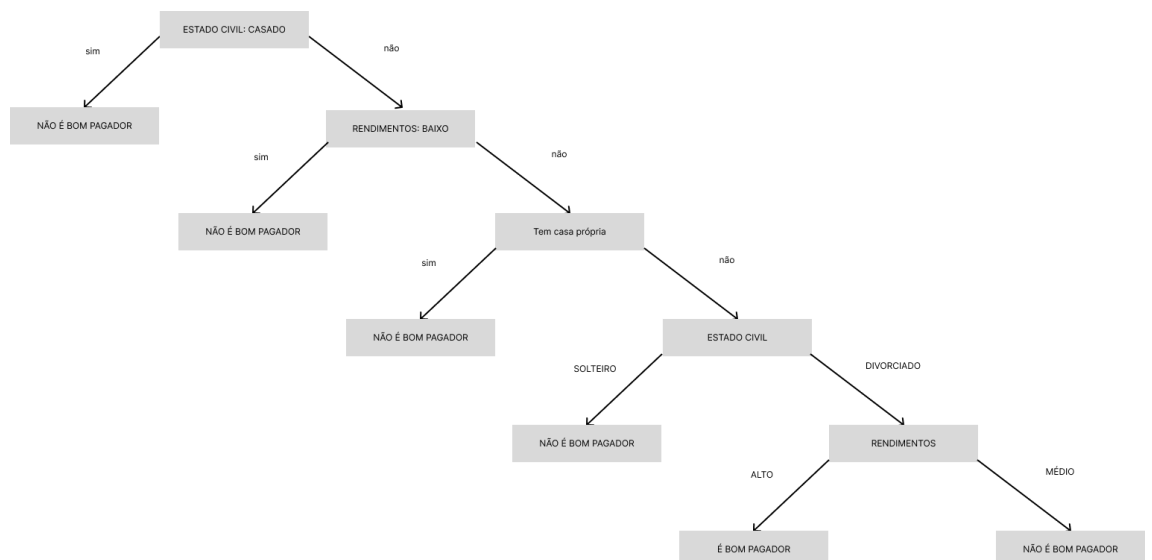 ESTADO CIVIL: CASADO
sim
não
NÃO É BOM PAGADOR
RENDIMENTOS: BAIXO
sim
não
NÃO É BOM PAGADOR
Tem casa própria
sim
não
NÃO É BOM PAGADOR
ESTADO CIVIL
SOLTEIRO
DIVORCIADO
NÃO É BOM PAGADOR
RENDIMENTOS
ALTO
MÉDIO
É BOM PAGADOR
NÃO É BOM PAGADOR